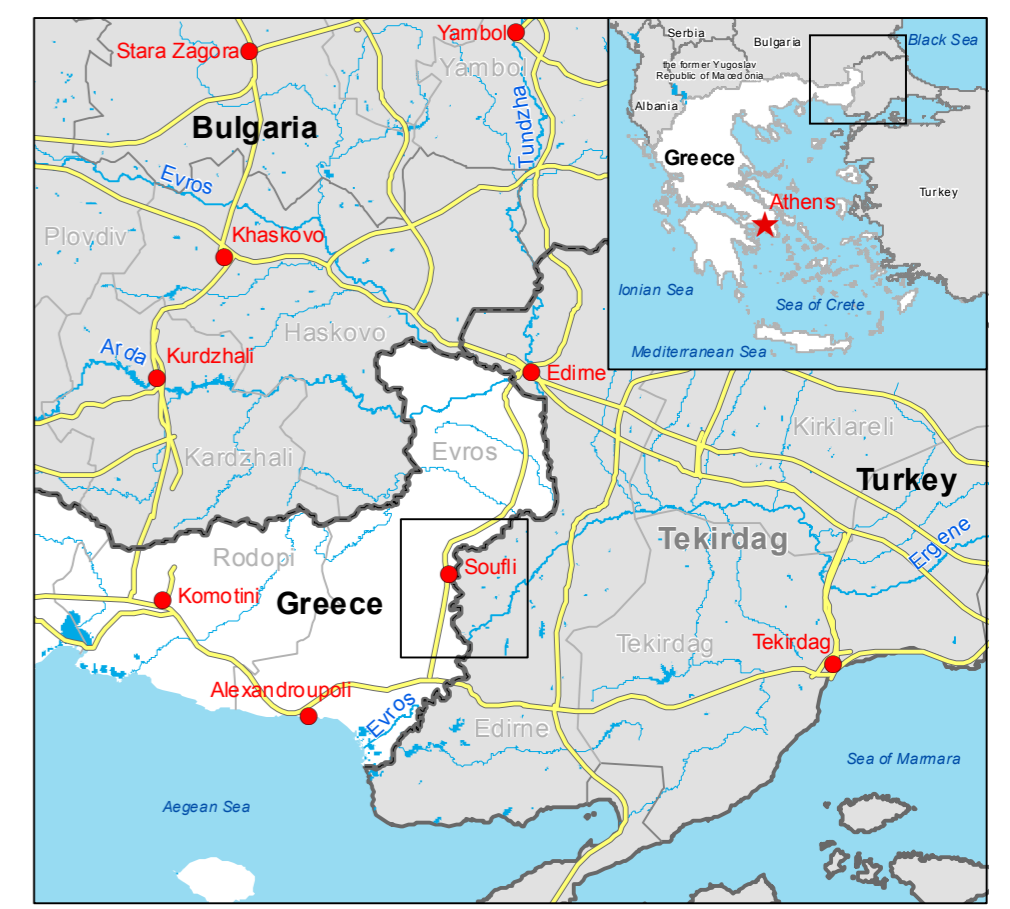 Stara Zagora
Yambol
Yambol
Bulgaria
Tundzha
Evros
Plovdiv
Khaskovo
Haskovo
Arda
Kurdzhali
Edirne
Kardzhali
Evros
Kirklareli
Turkey
Tekirdag
Ergene
Rodopi
Soufli
Komotini
Greece
Tekirdag
Tekirdag
Alexandroupoli
Evros
Edirne
Sea of Marmara
Aegean Sea
Serbia
Bulgaria
Black Sea
the former Yugoslav
Republic of Macedonia
Albania
Greece
Turkey
Athens
Ionian Sea
Sea of Crete
Mediterranean Sea